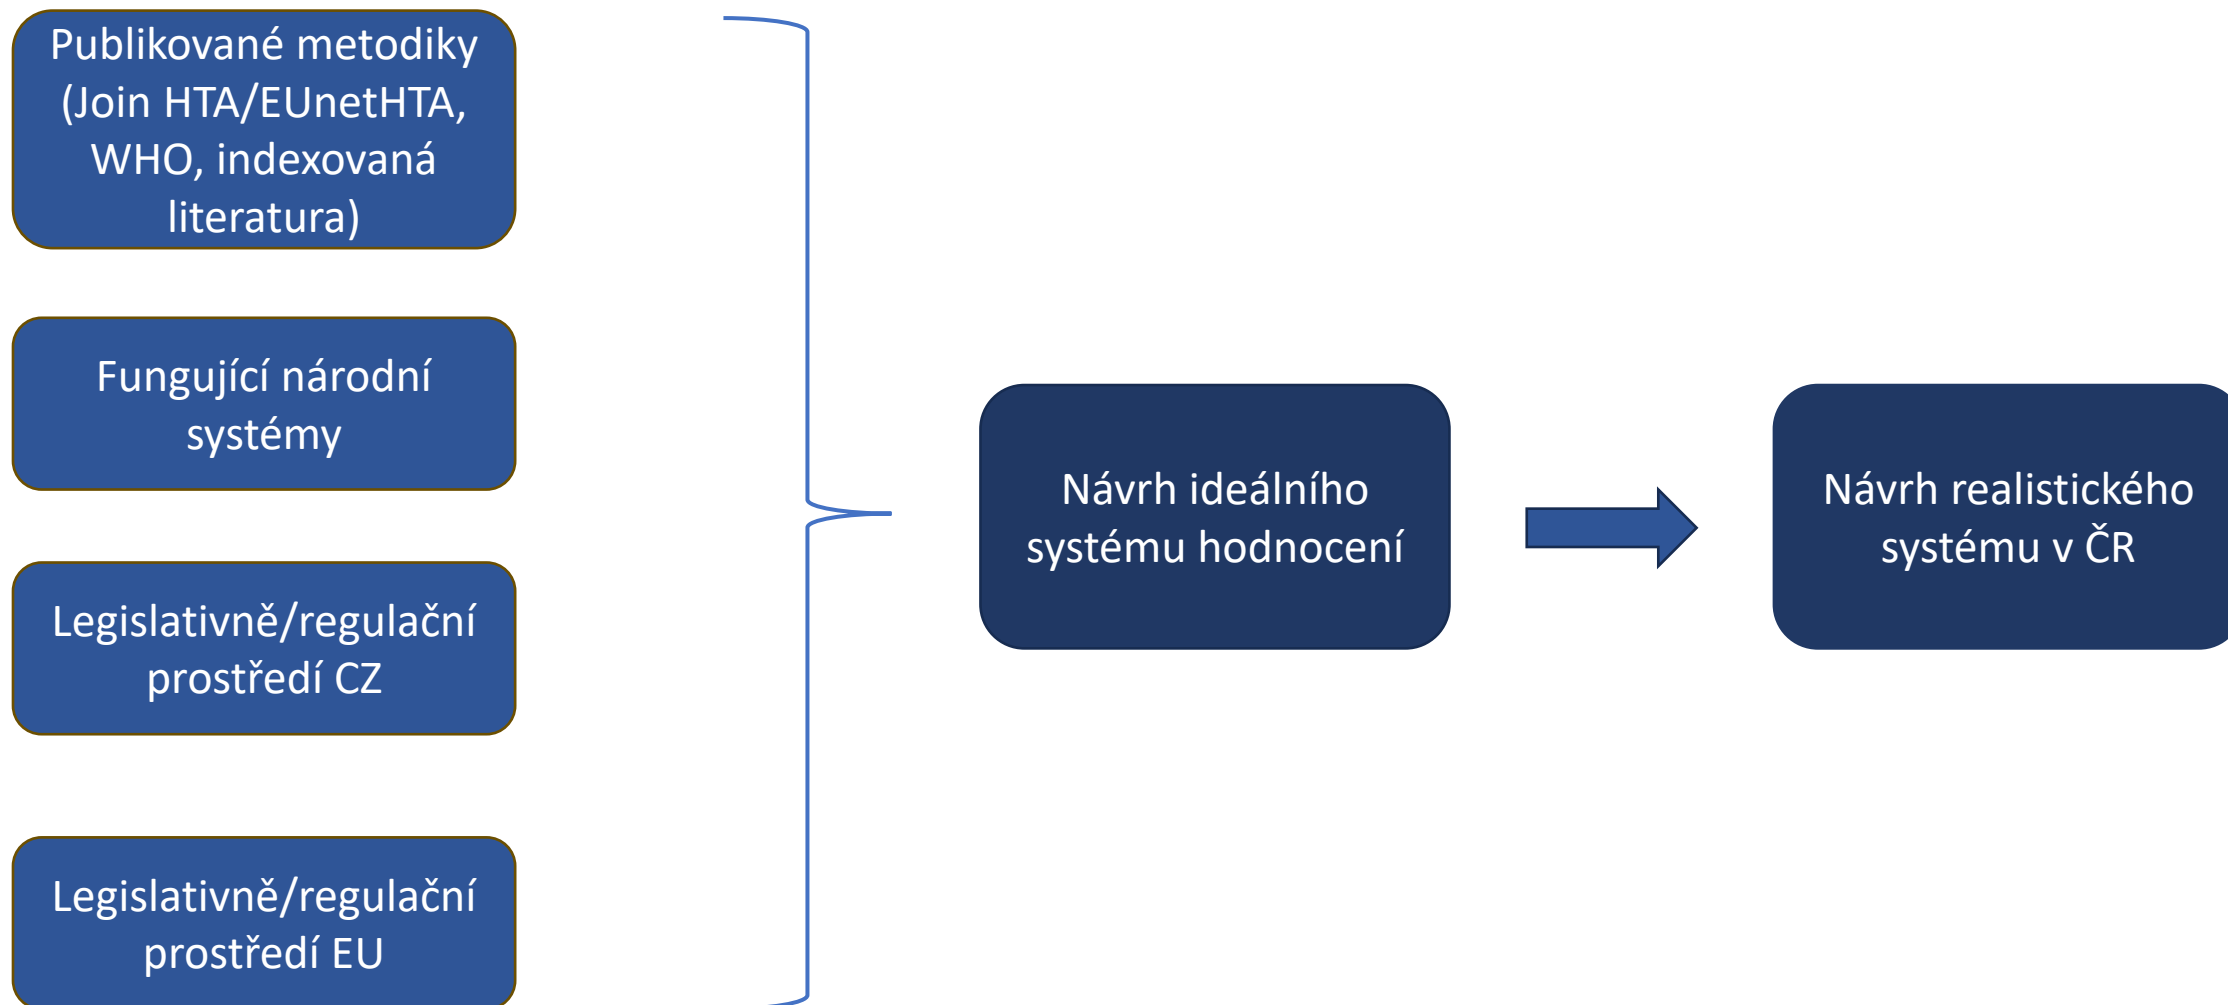 Publikované metodiky
(Join HTA/EUnetHTA,
WHO, indexovaná
literatura)
Fungující národní
systémy
Legislativně/regulační
prostředí CZ
Legislativně/regulační
prostředí EU
Návrh ideálního
systému hodnocení
Návrh realistického
systému v ČR